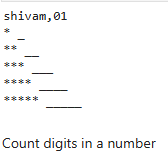 shivam,01
* _
** __
*** ___
**** ____
***** _____
Count digits in a number